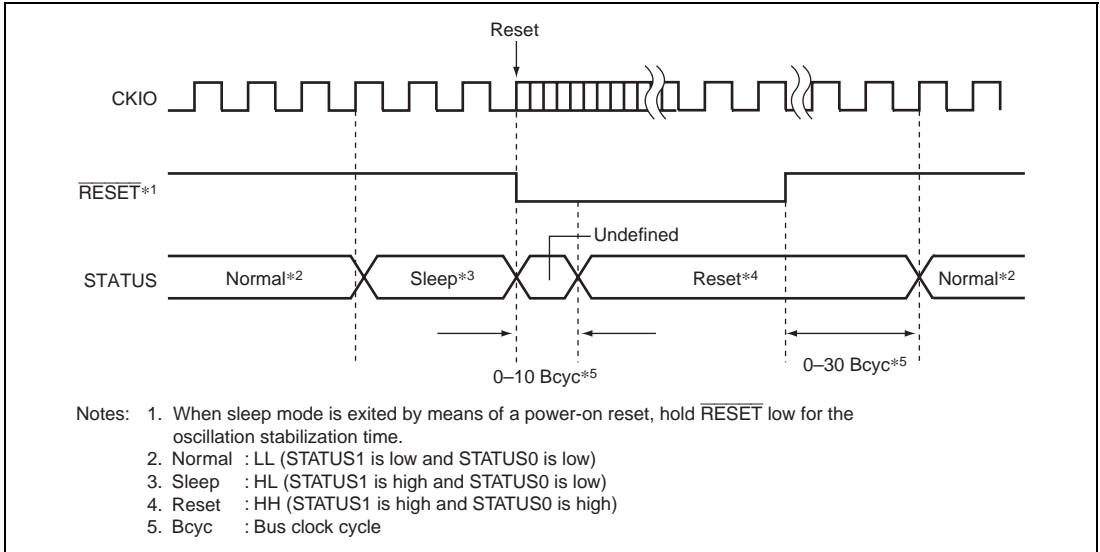 Reset
CKIO
RESET*1
Undefined
STATUS
Normal*2
Sleep*3
Reset*4
Normal*2
0–10 Bcyc*5
0–30 Bcyc*5
Notes: 1. When sleep mode is exited by means of a power-on reset, hold RESET low for the
oscillation stabilization time.
2. Normal : LL (STATUS1 is low and STATUS0 is low)
3. Sleep : HL (STATUS1 is high and STATUS0 is low)
4. Reset : HH (STATUS1 is high and STATUS0 is high)
5. Bcyc : Bus clock cycle